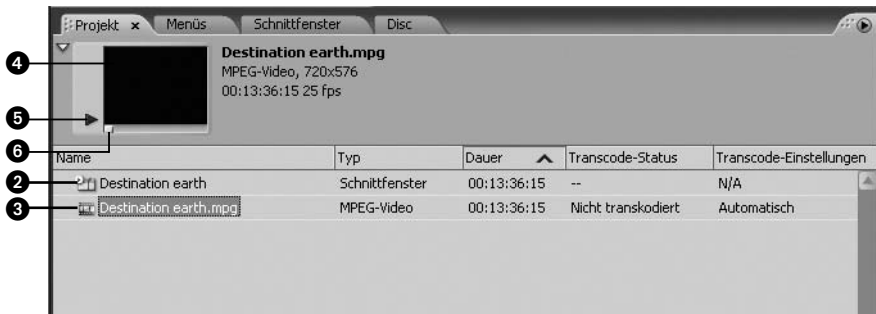 Projekt × Menüs Schnittfenster Disc
Destination earth.mpg
4 MPEG-Video, 720x576
00:13:36:15 25 fps
5
6
Name Typ Dauer Transcode-Status Transcode-Einstellungen
2 Destination earth Schnittfenster 00:13:36:15 -- N/A
3 Destination earth.mpg MPEG-Video 00:13:36:15 Nicht transkodiert Automatisch